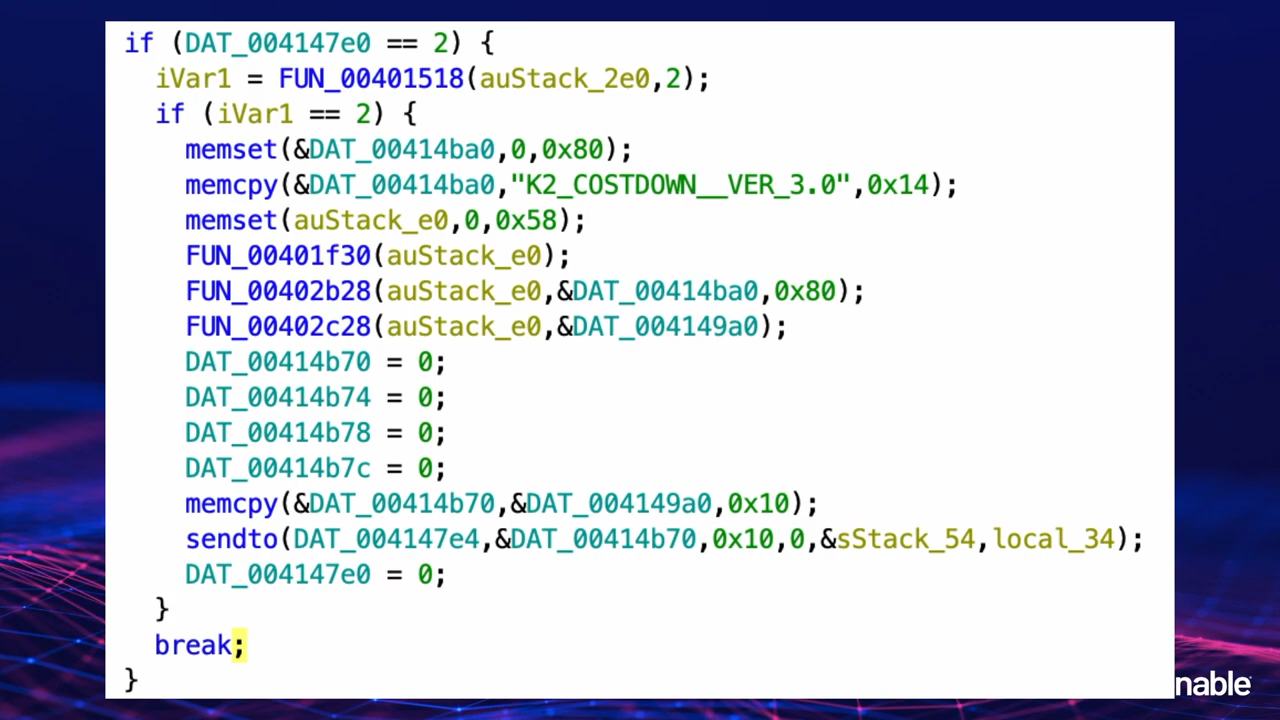 if (DAT_004147e0 == 2) {
iVar1 = FUN_00401518(auStack_2e0,2);
if (iVar1 == 2) {
memset(&DAT_00414ba0,0,0x80);
memcpy(&DAT_00414ba0,"K2_COSTDOWN__VER_3.0",0x14);
memset(auStack_e0,0,0x58);
FUN_00401f30(auStack_e0);
FUN_00402b28(auStack_e0,&DAT_00414ba0,0x80);
FUN_00402c28(auStack_e0,&DAT_004149a0);
DAT_00414b70 = 0;
DAT_00414b74 = 0;
DAT_00414b78 = 0;
DAT_00414b7c = 0;
memcpy(&DAT_00414b70,&DAT_004149a0,0x10);
sendto(DAT_004147e4,&DAT_00414b70,0x10,0,&sStack_54,local_34);
DAT_004147e0 = 0;
}
break;
}
nable